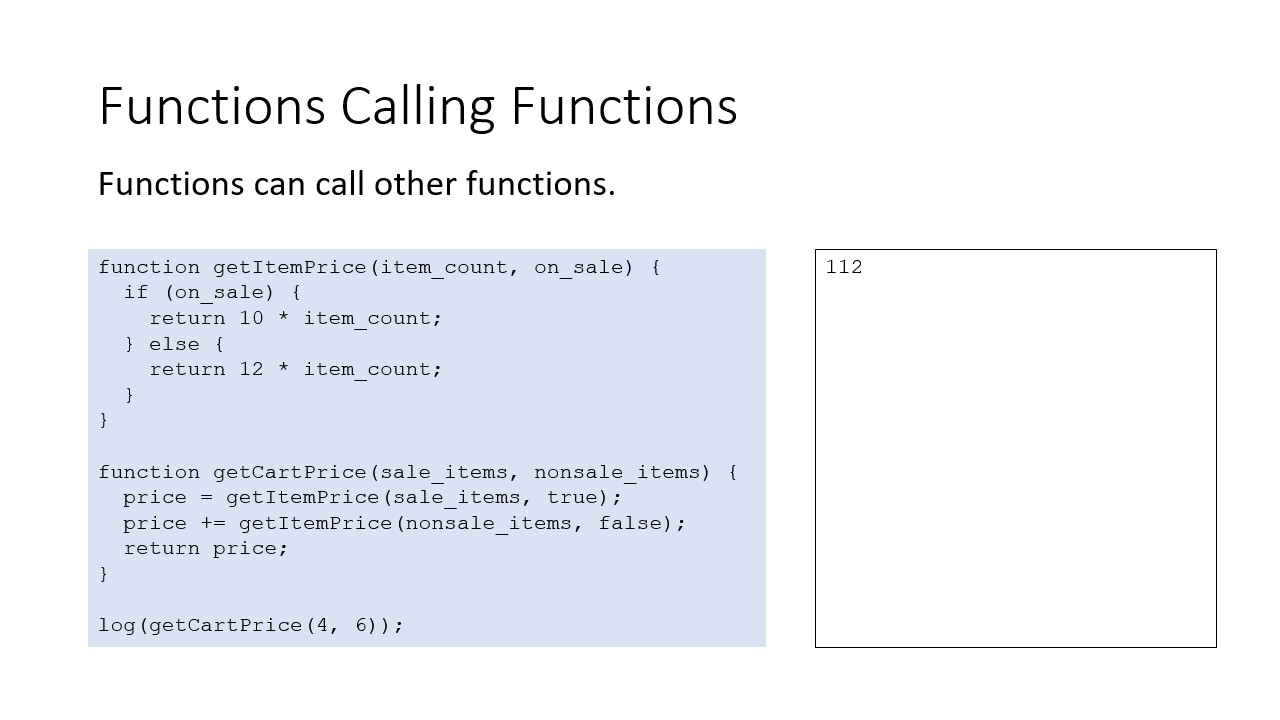 Functions Calling Functions
Functions can call other functions.
function getItemPrice(item_count, on_sale) {
  if (on_sale) {
    return 10 * item_count;
  } else {
    return 12 * item_count;
  }
}

function getCartPrice(sale_items, nonsale_items) {
  price = getItemPrice(sale_items, true);
  price += getItemPrice(nonsale_items, false);
  return price;
}

log(getCartPrice(4, 6));
112